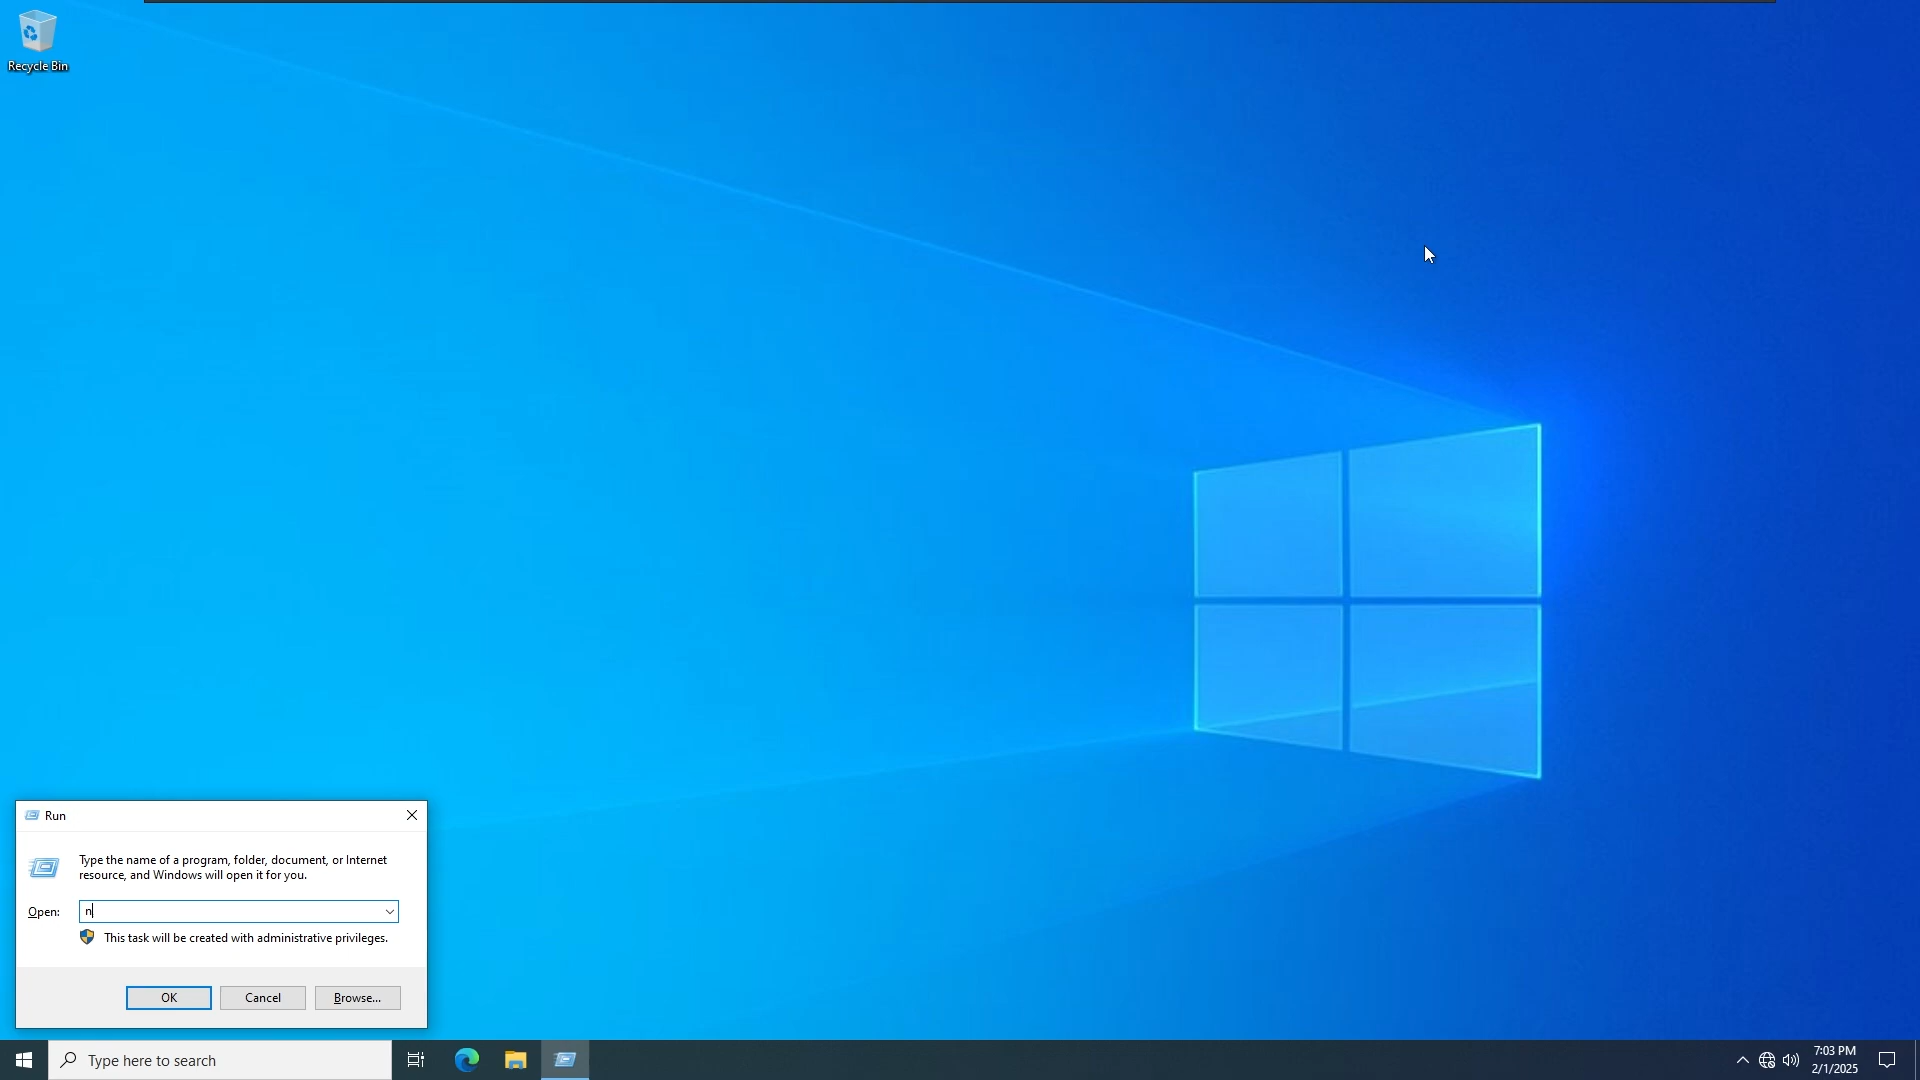 Recycle Bin
Run
Type the name of a program, folder, document, or Internet
resource, and Windows will open it for you.
Open:
n
This task will be created with administrative privileges.
OK
Cancel
Browse...
Type here to search
7:03 PM
2/1/2025